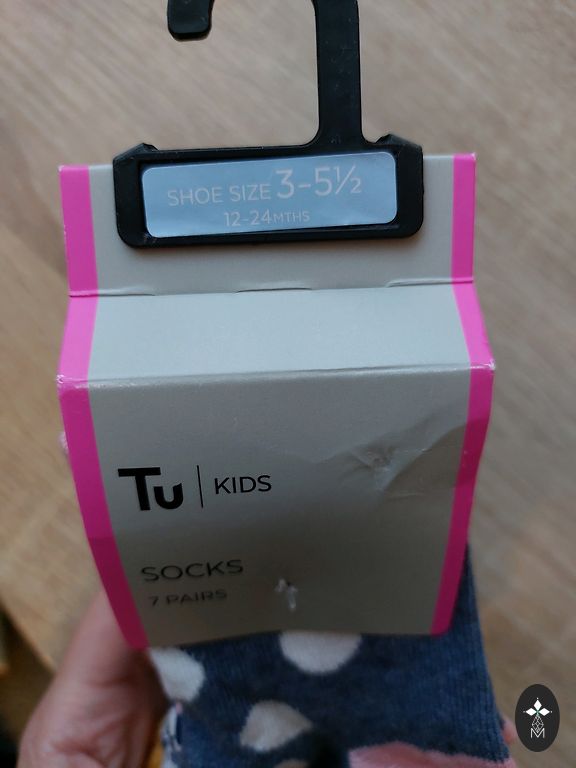 SHOE SIZE 3-5½
12-24MTHS
Tu | KIDS
SOCKS
7 PAIRS
M